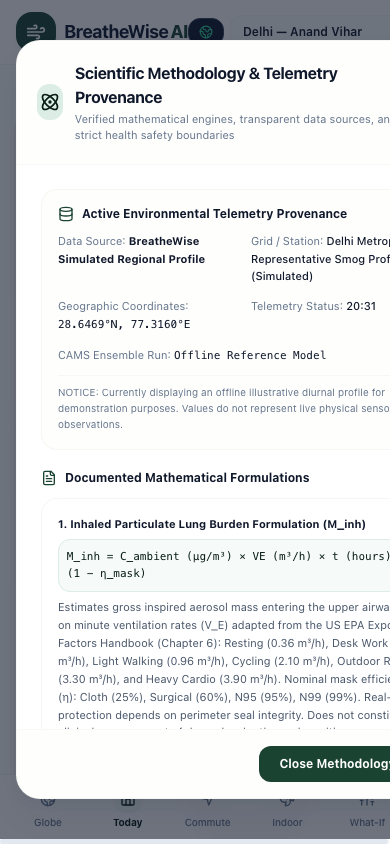 BreatheWise AI
Delhi — Anand Vihar
Scientific Methodology & Telemetry
Provenance
Verified mathematical engines, transparent data sources, an
strict health safety boundaries
Active Environmental Telemetry Provenance
Data Source: BreatheWise
Simulated Regional Profile
Grid / Station: Delhi Metrop
Representative Smog Prof
(Simulated)
Geographic Coordinates:
28.6469°N, 77.3160°E
Telemetry Status: 20:31
CAMS Ensemble Run: Offline Reference Model
NOTICE: Currently displaying an offline illustrative diurnal profile for
demonstration purposes. Values do not represent live physical senso
observations.
Documented Mathematical Formulations
1. Inhaled Particulate Lung Burden Formulation (M_inh)
M_inh = C_ambient (μg/m³) × VE (m³/h) × t (hours)
(1 − η_mask)
Estimates gross inspired aerosol mass entering the upper airwa
on minute ventilation rates (V_E) adapted from the US EPA Expo
Factors Handbook (Chapter 6): Resting (0.36 m³/h), Desk Work
m³/h), Light Walking (0.96 m³/h), Cycling (2.10 m³/h), Outdoor R
(3.30 m³/h), and Heavy Cardio (3.90 m³/h). Nominal mask efficie
(η): Cloth (25%), Surgical (60%), N95 (95%), N99 (99%). Real-
protection depends on perimeter seal integrity. Does not consti
Close Methodology
Globe
Today
Commute
Indoor
What-If